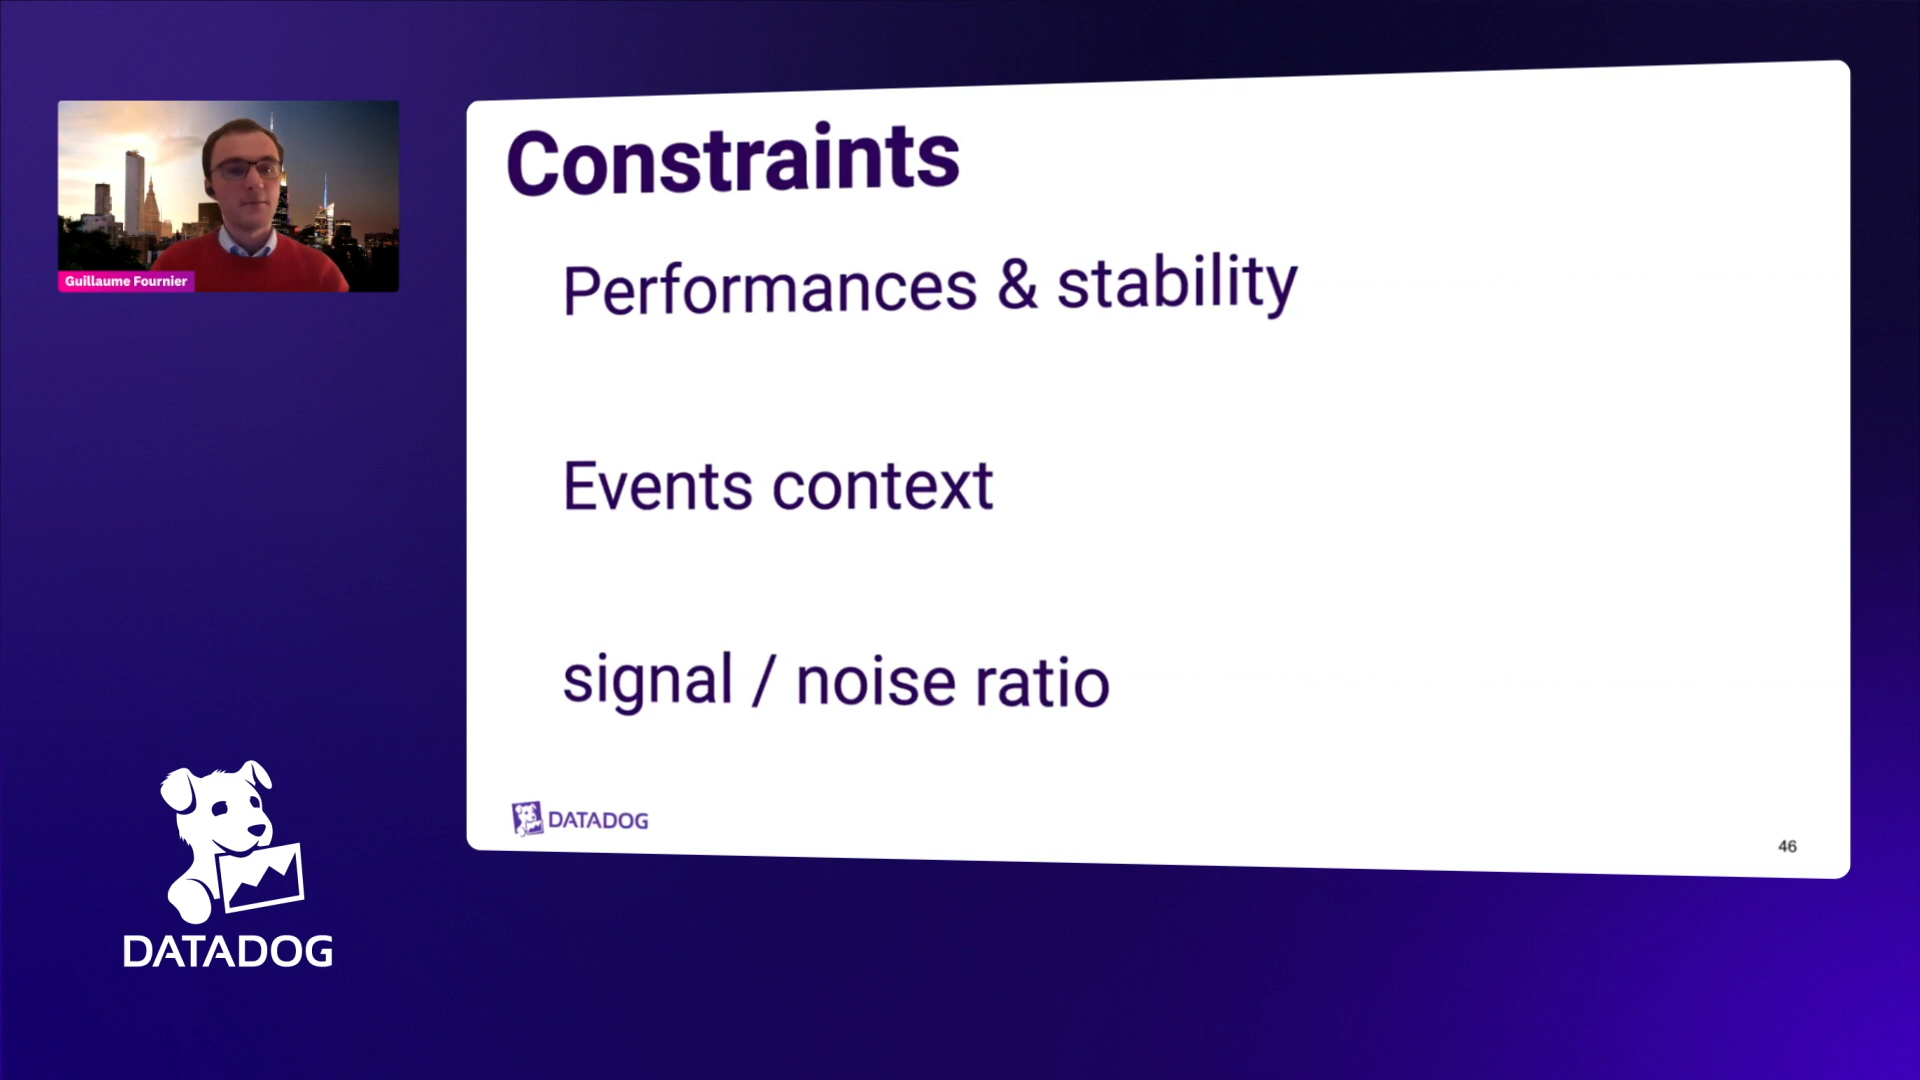 Guillaume Fournier
Constraints
Performances & stability
Events context
signal / noise ratio
DATADOG
46
DATADOG